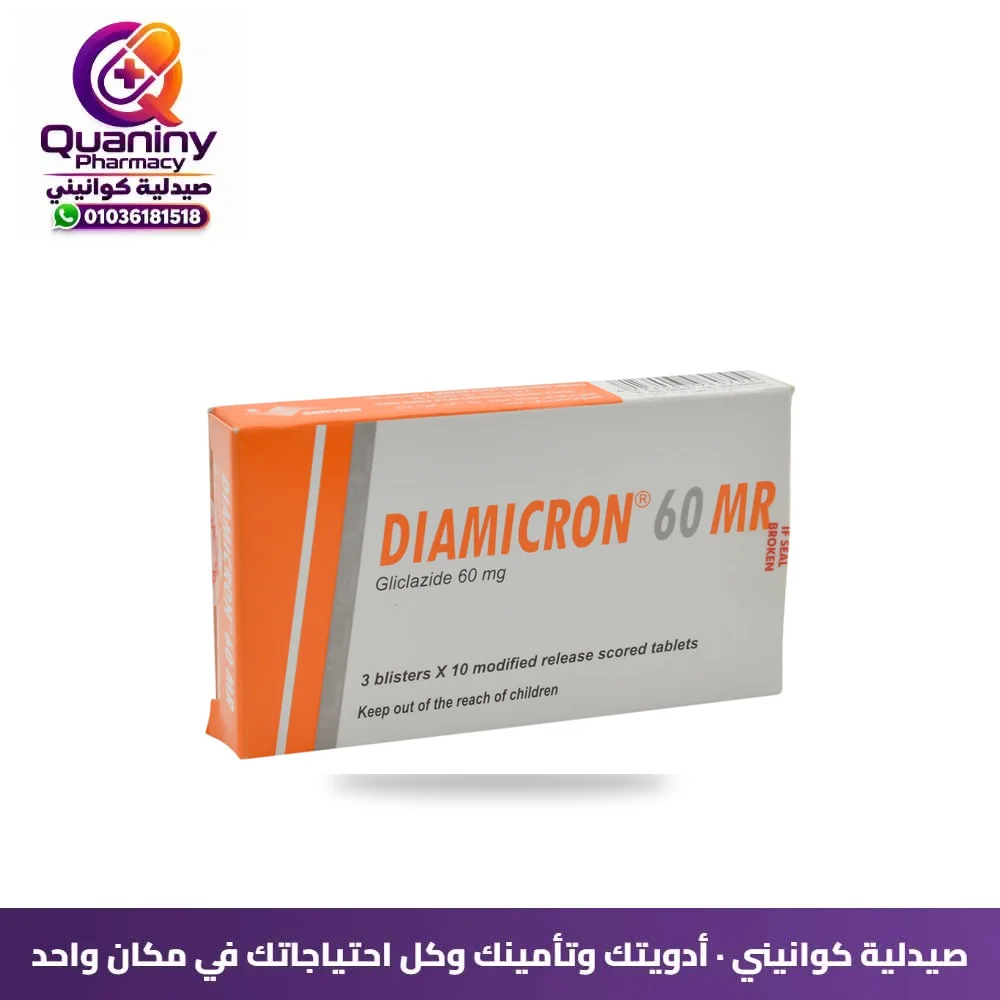 Quaniny
Pharmacy
صيدلية كوانيني
01036181518
SERVIER
DIAMICRON® 60 MR
Gliclazide 60 mg
3 blisters X 10 modified release scored tablets
Keep out of the reach of children
IF SEAL
BROKEN
DIAMICRON 60 MR
صيدلية كوانيني · أدويتك وتأمينك وكل احتياجاتك في مكان واحد